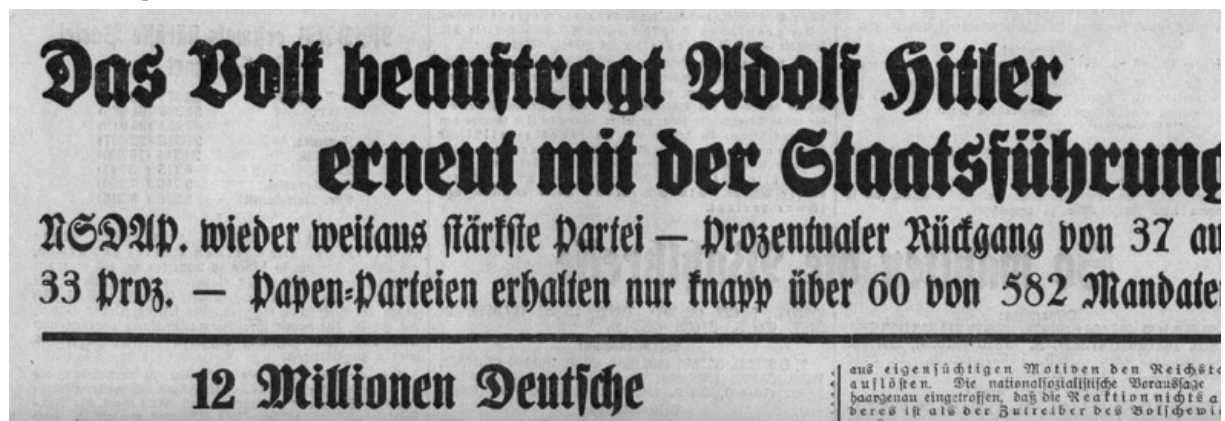 Das Volk beauftragt Adolf Hitler
erneut mit der Staatsführung
NSDAP. wieder weitaus stärkste Partei — Prozentualer Rückgang von 37 au
33 Proz. — Papen-Parteien erhalten nur knapp über 60 von 582 Mandate
12 Millionen Deutsche
aus eigensüchtigen Motiven den Reichsta
auflösten. Die nationalsozialistische Voraussage
haargenau eingetroffen, daß die Reaktion nichts a
deres ist als der Zutreiber des Bolschewi